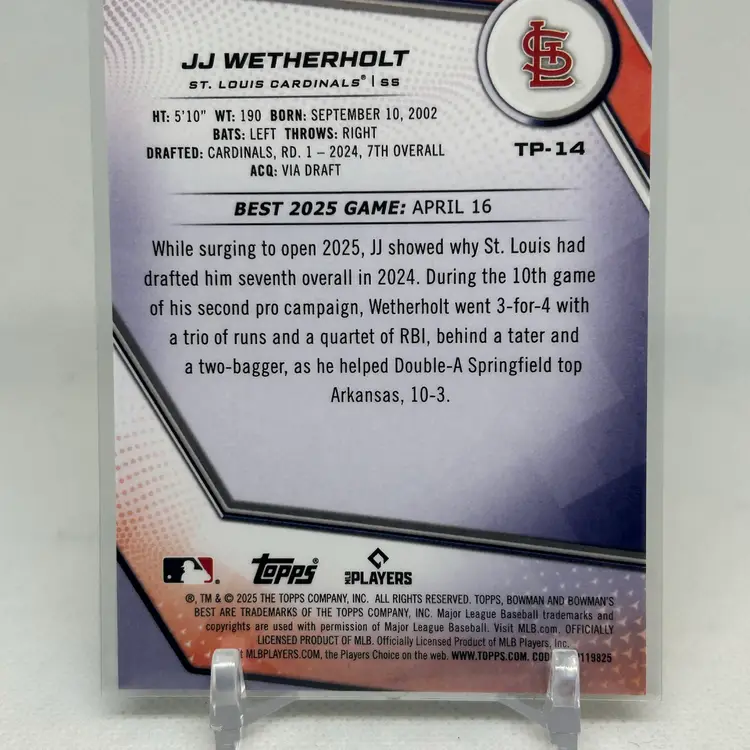 JJ WETHERHOLT
ST. LOUIS CARDINALS® | SS
HT: 5'10" WT: 190 BORN: SEPTEMBER 10, 2002
BATS: LEFT THROWS: RIGHT
DRAFTED: CARDINALS, RD. 1 – 2024, 7TH OVERALL
ACQ: VIA DRAFT
STL
TP-14
BEST 2025 GAME: APRIL 16
While surging to open 2025, JJ showed why St. Louis had
drafted him seventh overall in 2024. During the 10th game
of his second pro campaign, Wetherholt went 3-for-4 with
a trio of runs and a quartet of RBI, behind a tater and
a two-bagger, as he helped Double-A Springfield top
Arkansas, 10-3.
Topps®
MLB PLAYERS
®, TM & © 2025 THE TOPPS COMPANY, INC. ALL RIGHTS RESERVED. TOPPS, BOWMAN AND BOWMAN'S
BEST ARE TRADEMARKS OF THE TOPPS COMPANY, INC. Major League Baseball trademarks and
copyrights are used with permission of Major League Baseball. Visit MLB.com. OFFICIALLY
LICENSED PRODUCT OF MLB. Officially Licensed Product of MLB Players, Inc.
MLBPLAYERS.COM, the Players Choice on the web. WWW.TOPPS.COM. 119825